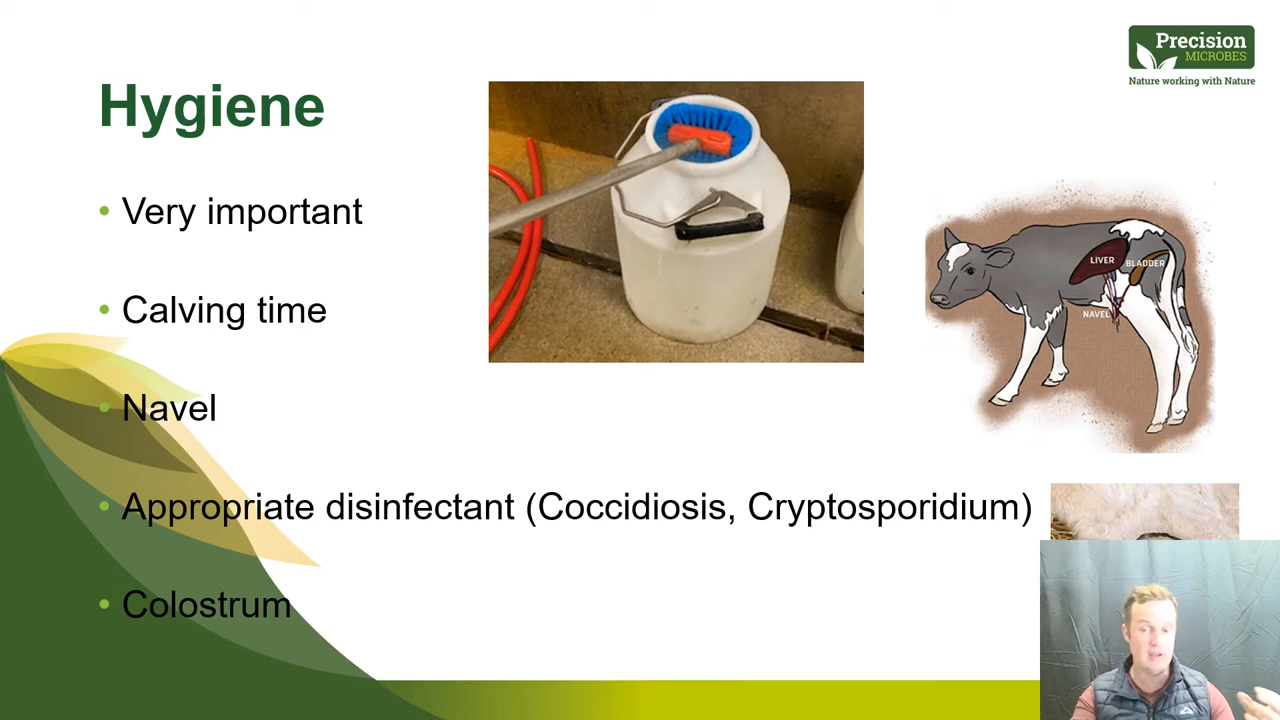 Precision
MICROBES
Nature working with Nature
Hygiene
• Very important
• Calving time
• Navel
• Appropriate disinfectant (Coccidiosis, Cryptosporidium)
• Colostrum
LIVER
BLADDER
NAVEL